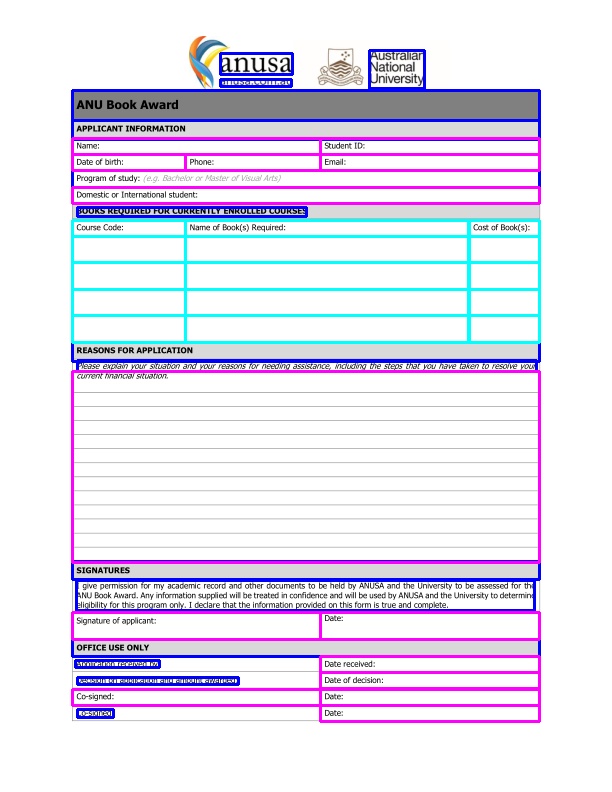 anusa
anusa.com.au
Australian
National
University
ANU Book Award
APPLICANT INFORMATION
Name: Student ID:
Date of birth: Phone: Email:
Program of study: (e.g. Bachelor or Master of Visual Arts)
Domestic or International student:
BOOKS REQUIRED FOR CURRENTLY ENROLLED COURSES
Course Code: Name of Book(s) Required: Cost of Book(s):
REASONS FOR APPLICATION
Please explain your situation and your reasons for needing assistance, including the steps that you have taken to resolve your
current financial situation.
SIGNATURES
I give permission for my academic record and other documents to be held by ANUSA and the University to be assessed for the
ANU Book Award. Any information supplied will be treated in confidence and will be used by ANUSA and the University to determine
eligibility for this program only. I declare that the information provided on this form is true and complete.
Signature of applicant: Date:
OFFICE USE ONLY
Application received by: Date received:
Decision on application and amount awarded: Date of decision:
Co-signed: Date:
Co-signed: Date: